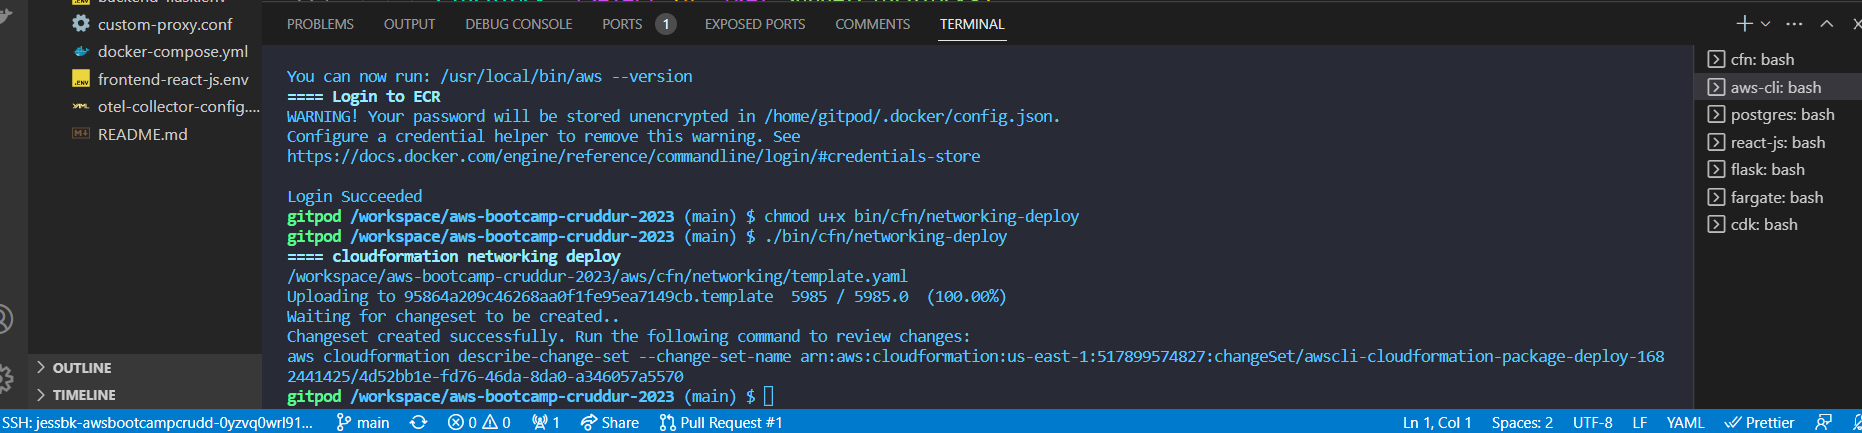 backend-flask.env
custom-proxy.conf
docker-compose.yml
frontend-react-js.env
otel-collector-config....
README.md
OUTLINE
TIMELINE
PROBLEMS OUTPUT DEBUG CONSOLE PORTS 1 EXPOSED PORTS COMMENTS TERMINAL
You can now run: /usr/local/bin/aws --version
==== Login to ECR
WARNING! Your password will be stored unencrypted in /home/gitpod/.docker/config.json.
Configure a credential helper to remove this warning. See
https://docs.docker.com/engine/reference/commandline/login/#credentials-store
Login Succeeded
gitpod /workspace/aws-bootcamp-cruddur-2023 (main) $ chmod u+x bin/cfn/networking-deploy
gitpod /workspace/aws-bootcamp-cruddur-2023 (main) $ ./bin/cfn/networking-deploy
==== cloudformation networking deploy
/workspace/aws-bootcamp-cruddur-2023/aws/cfn/networking/template.yaml
Uploading to 95864a209c46268aa0f1fe95ea7149cb.template  5985 / 5985.0  (100.00%)
Waiting for changeset to be created..
Changeset created successfully. Run the following command to review changes:
aws cloudformation describe-change-set --change-set-name arn:aws:cloudformation:us-east-1:517899574827:changeSet/awscli-cloudformation-package-deploy-168
2441425/4d52bb1e-fd76-46da-8da0-a346057a5570
gitpod /workspace/aws-bootcamp-cruddur-2023 (main) $
cfn: bash
aws-cli: bash
postgres: bash
react-js: bash
flask: bash
fargate: bash
cdk: bash
SSH: jessbk-awsbootcampcrudd-0yzvq0wrl91... main 0 0 1 Share Pull Request #1 Ln 1, Col 1 Spaces: 2 UTF-8 LF YAML Prettier